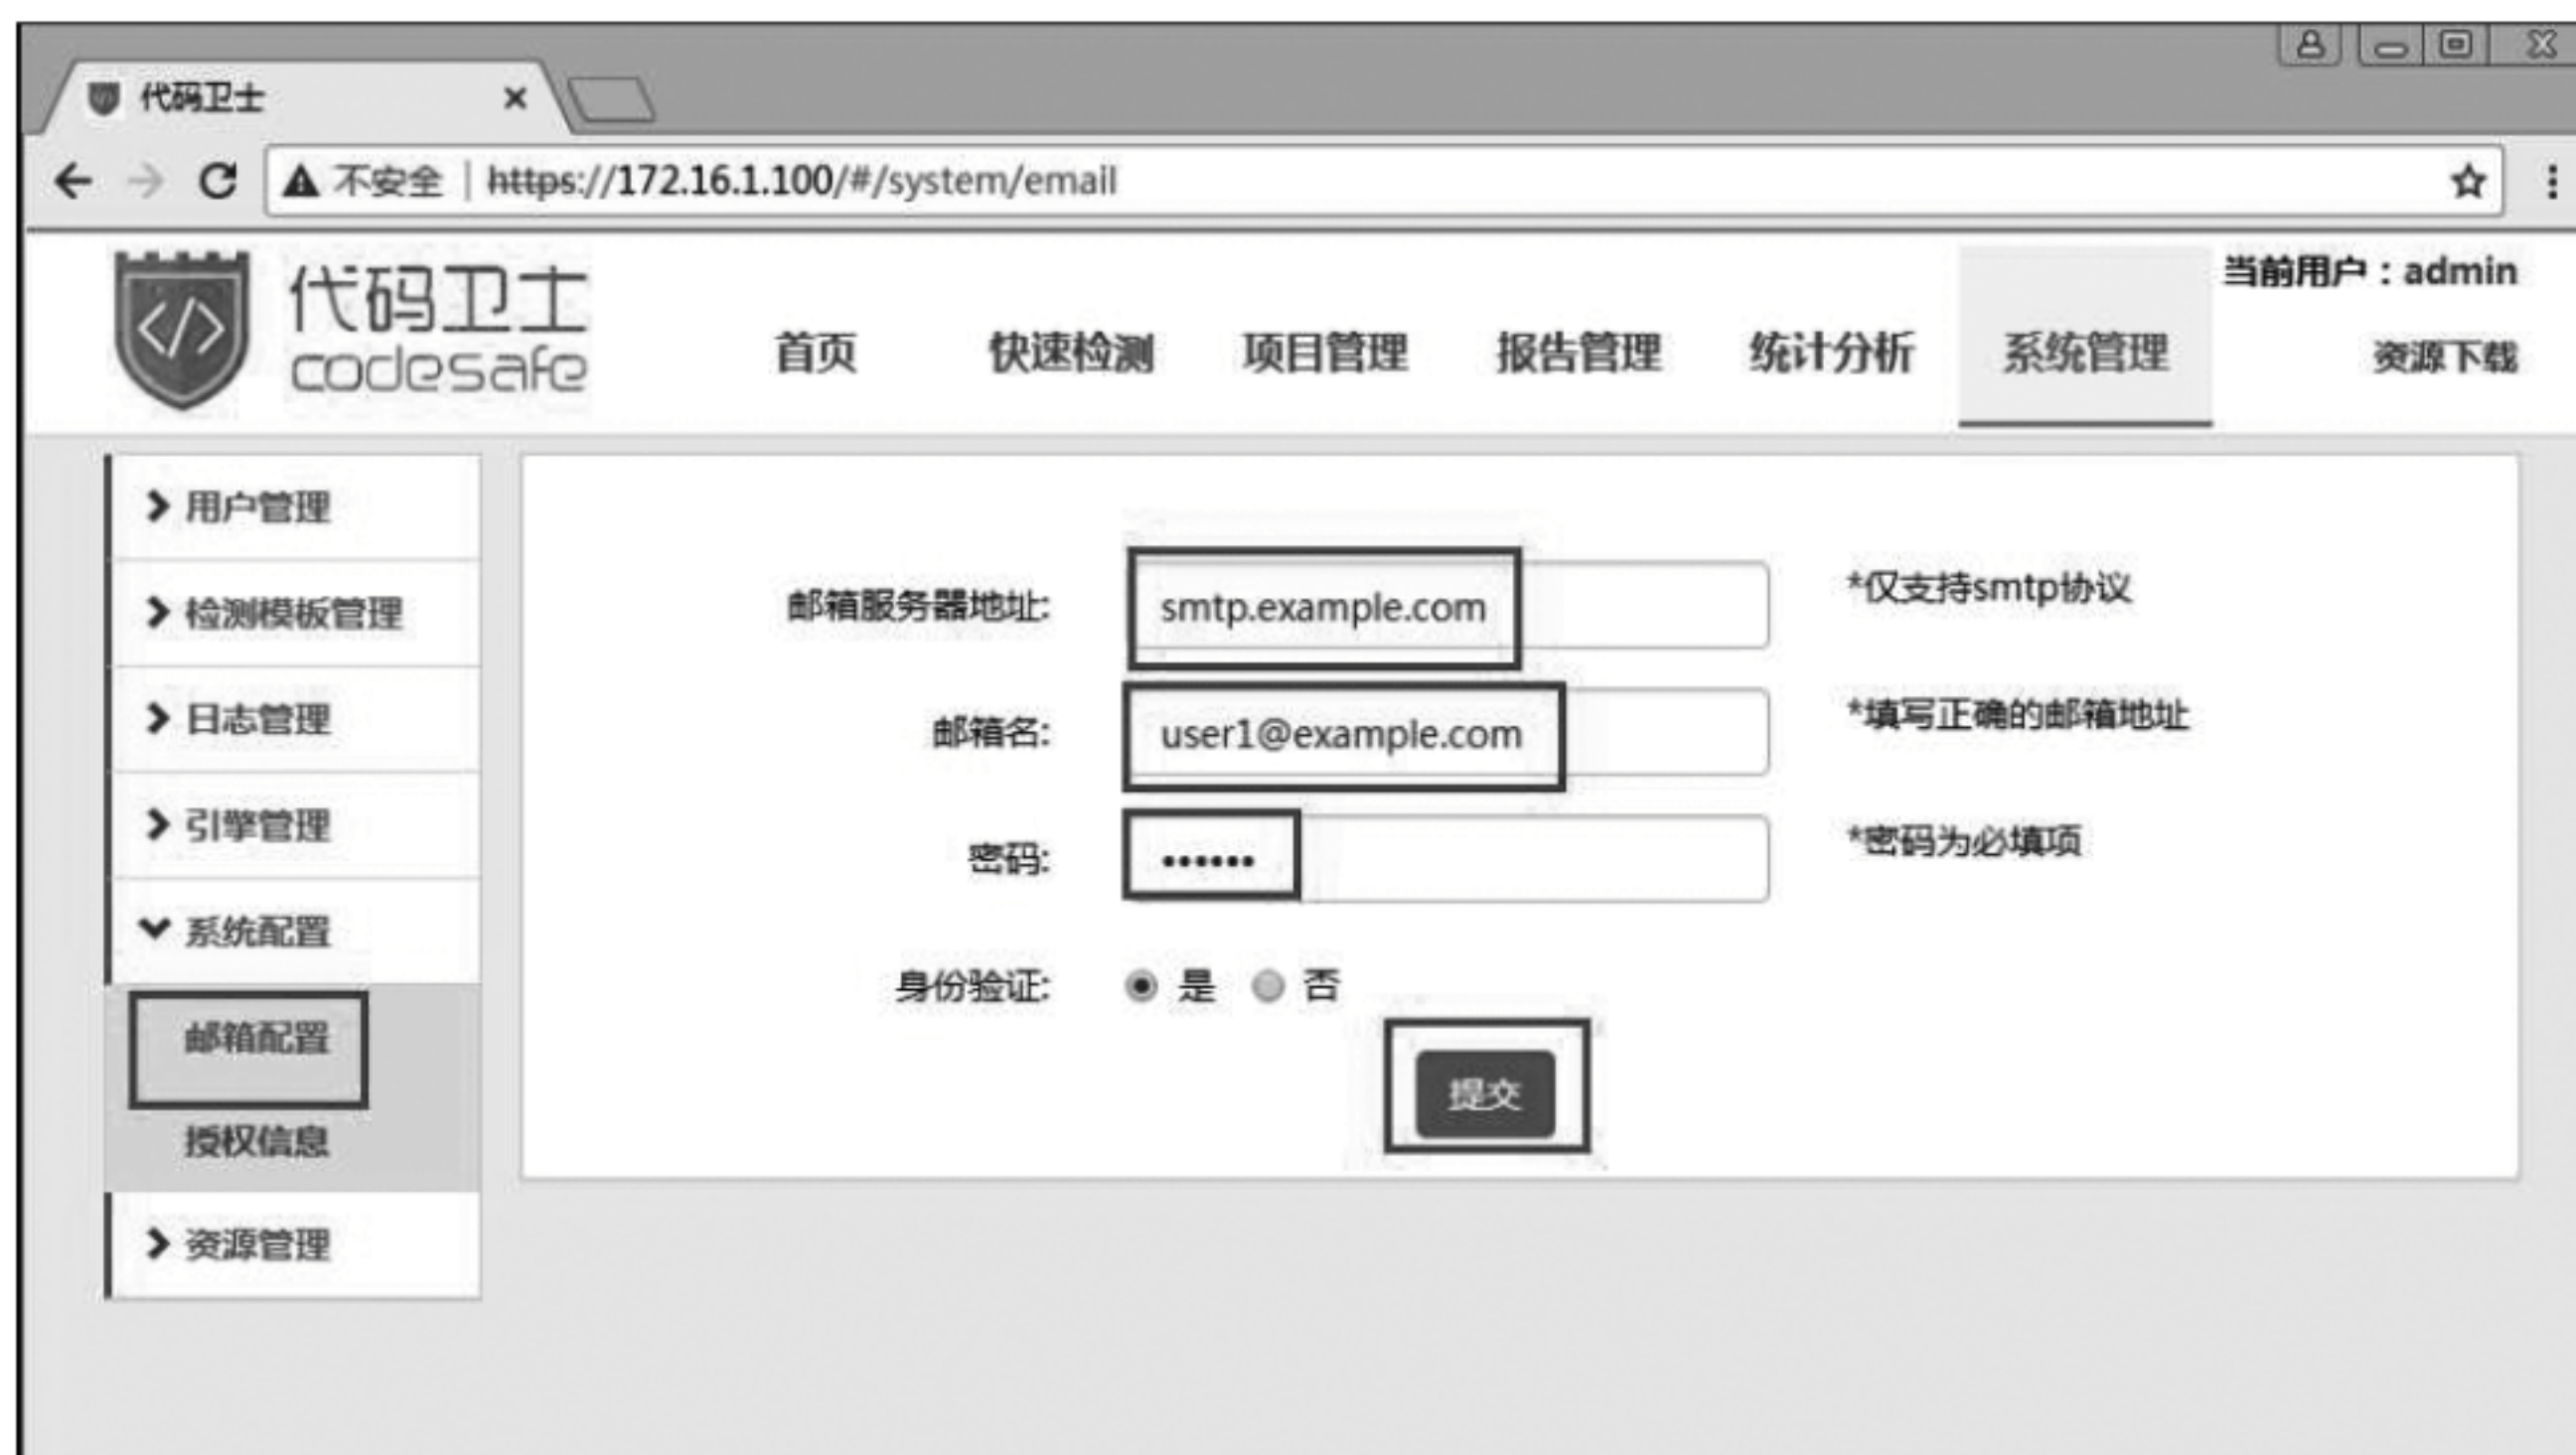 代码卫士
不安全 https://172.16.1.100/#/system/email
代码卫士
codesafe
当前用户：admin
首页 快速检测 项目管理 报告管理 统计分析 系统管理 资源下载
用户管理
检测模板管理
日志管理
引擎管理
系统配置
邮箱配置
授权信息
资源管理
邮箱服务器地址: smtp.example.com *仅支持smtp协议
邮箱名: user1@example.com *填写正确的邮箱地址
密码: •••••• *密码为必填项
身份验证: 是 否
提交